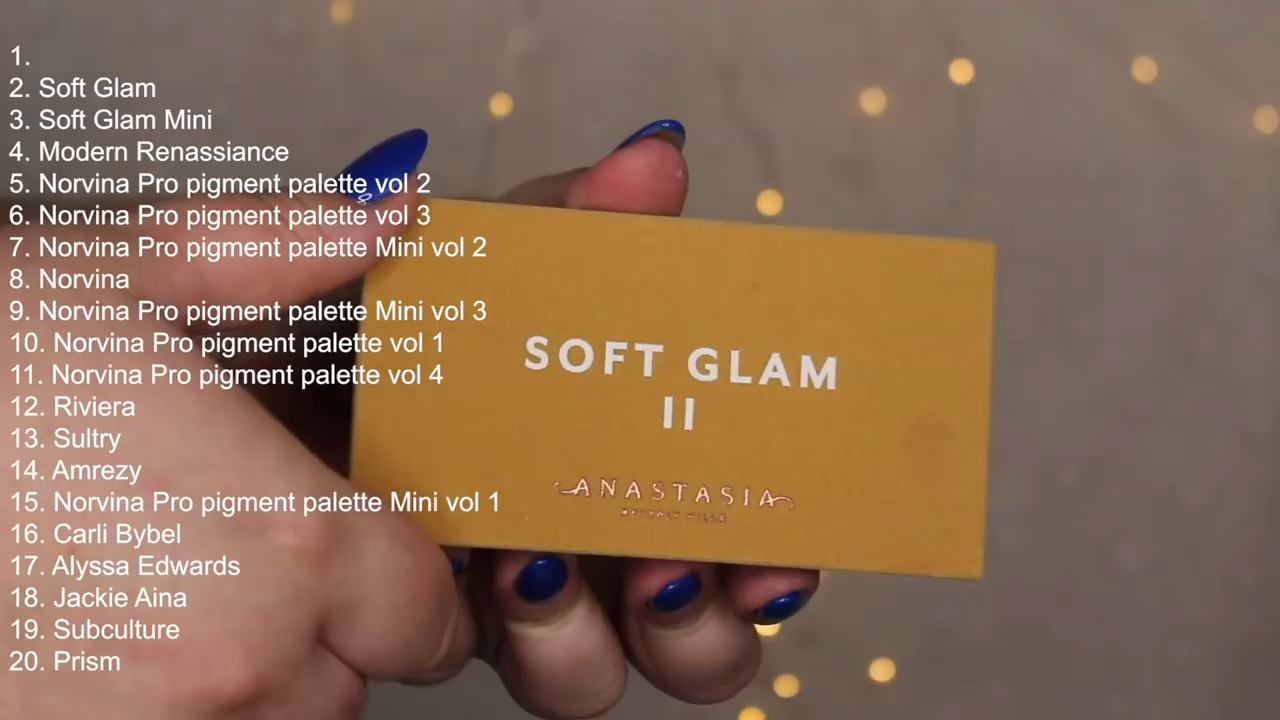 1.
2. Soft Glam
3. Soft Glam Mini
4. Modern Renassiance
5. Norvina Pro pigment palette vol 2
6. Norvina Pro pigment palette vol 3
7. Norvina Pro pigment palette Mini vol 2
8. Norvina
9. Norvina Pro pigment palette Mini vol 3
10. Norvina Pro pigment palette vol 1
11. Norvina Pro pigment palette vol 4
12. Riviera
13. Sultry
14. Amrezy
15. Norvina Pro pigment palette Mini vol 1
16. Carli Bybel
17. Alyssa Edwards
18. Jackie Aina
19. Subculture
20. Prism
SOFT GLAM
II
ANASTASIA
BEVERLY HILLS